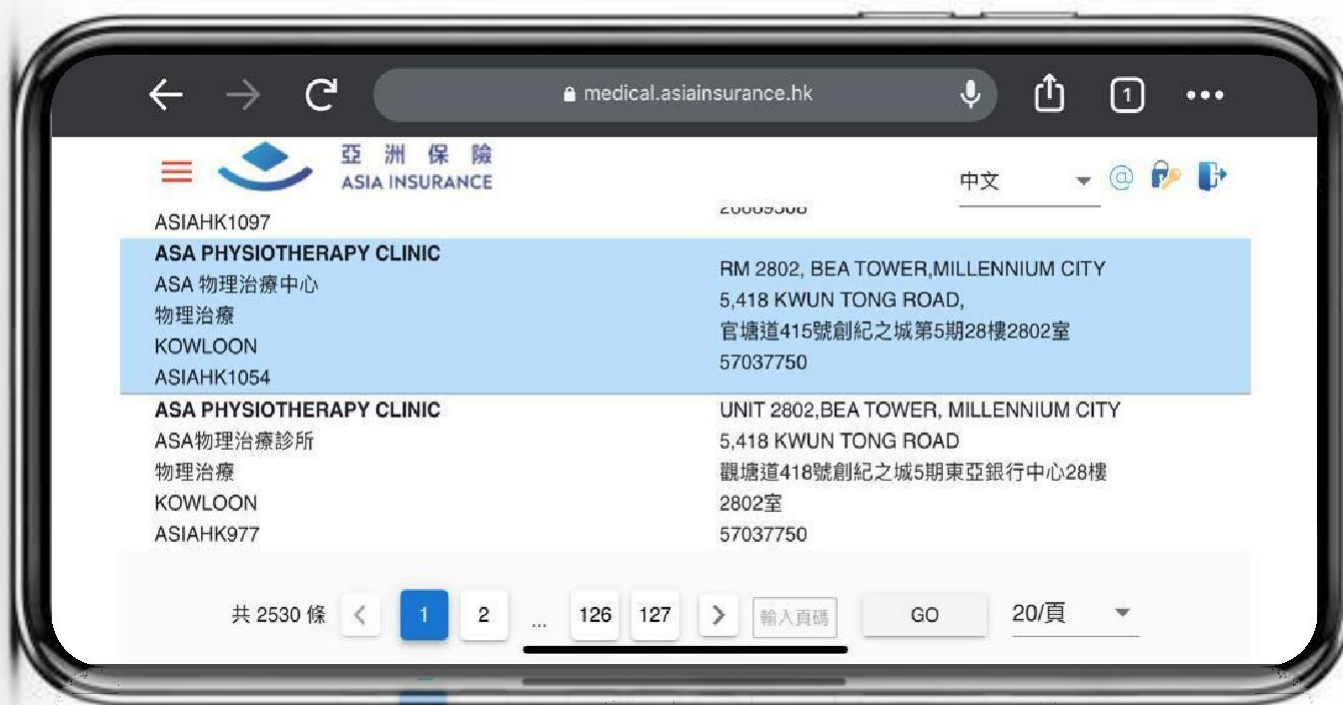 medical.asiainsurance.hk
1
亞洲保險
ASIA INSURANCE
中文
@
ASIAHK1097
ASA PHYSIOTHERAPY CLINIC
ASA 物理治療中心
物理治療
KOWLOON
ASIAHK1054
RM 2802, BEA TOWER,MILLENNIUM CITY
5,418 KWUN TONG ROAD,
官塘道415號創紀之城第5期28樓2802室
57037750
ASA PHYSIOTHERAPY CLINIC
ASA物理治療診所
物理治療
KOWLOON
ASIAHK977
UNIT 2802,BEA TOWER, MILLENNIUM CITY
5,418 KWUN TONG ROAD
觀塘道418號創紀之城5期東亞銀行中心28樓
2802室
57037750
共 2530 條 < 1 2 ... 126 127 > 輸入頁碼 GO 20/頁